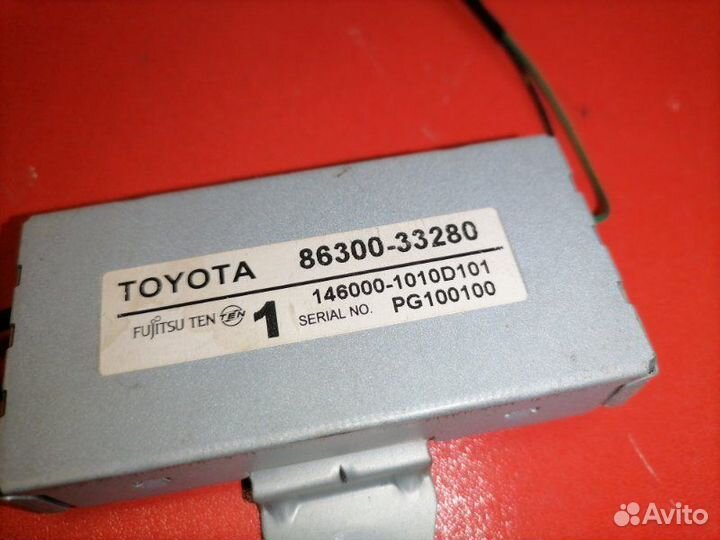 TOYOTA 86300-33280
146000-1010D101
FUJITSU TEN TEN 1 SERIAL NO. PG100100
Avito